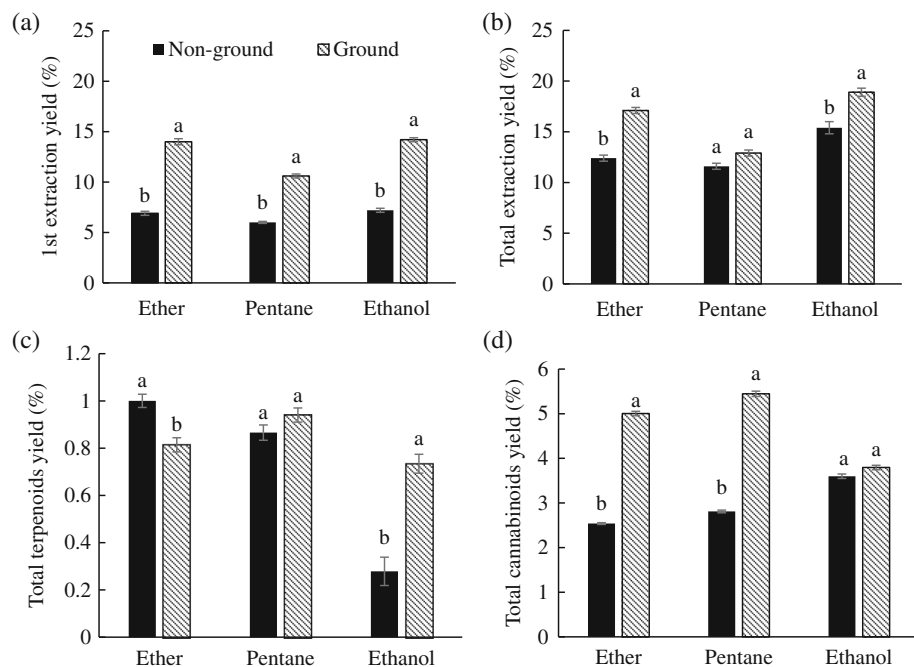 (a)
1st extraction yield (%)
25
20
15
10
5
0
Non-ground
Ground
b
a
b
a
b
a
Ether
Pentane
Ethanol
(b)
Total extraction yield (%)
25
20
15
10
5
0
b
a
a
a
b
a
Ether
Pentane
Ethanol
(c)
Total terpenoids yield (%)
1.2
1
0.8
0.6
0.4
0.2
0
a
b
a
a
b
a
Ether
Pentane
Ethanol
(d)
Total cannabinoids yield (%)
6
5
4
3
2
1
0
b
a
b
a
a
a
Ether
Pentane
Ethanol